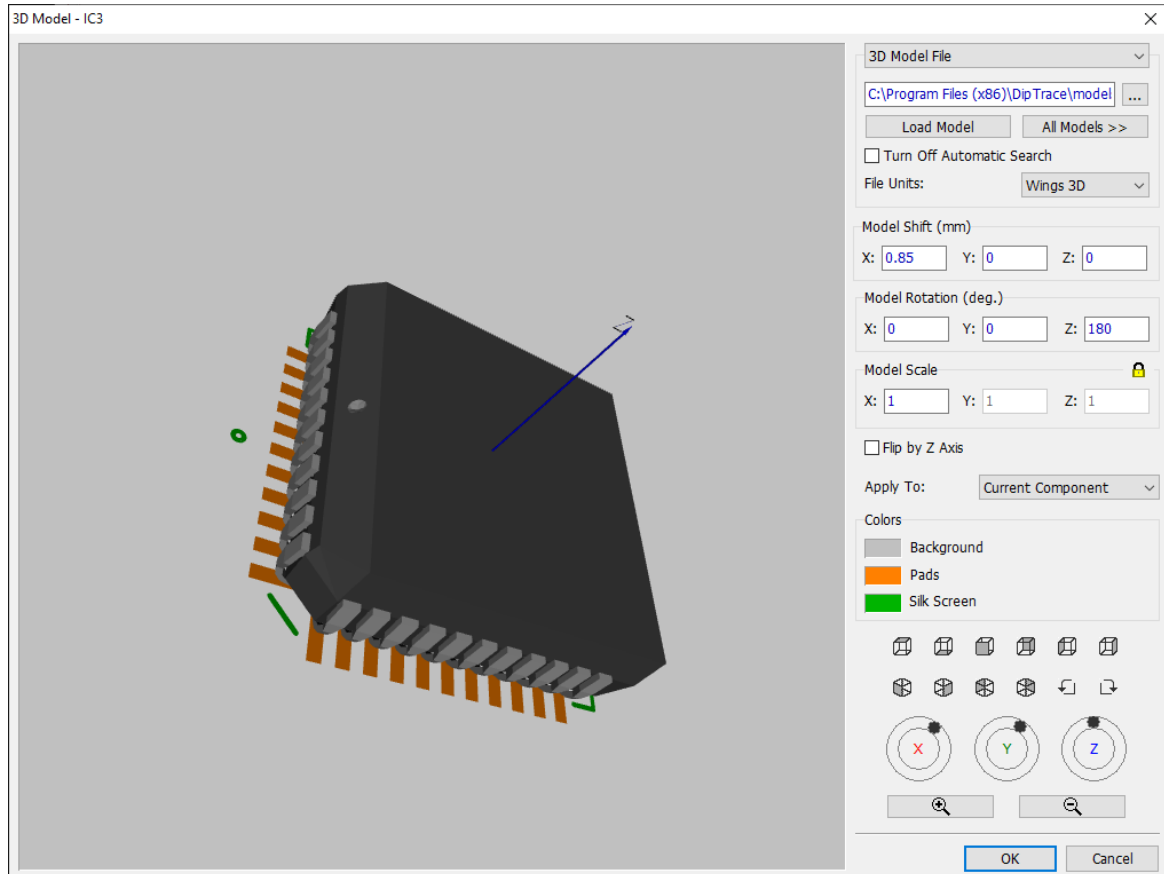 3D Model - IC3
3D Model File
C:\Program Files (x86)\DipTrace\model
...
Load Model
All Models >>
Turn Off Automatic Search
File Units:
Wings 3D
Model Shift (mm)
X: 0.85 Y: 0 Z: 0
Model Rotation (deg.)
X: 0 Y: 0 Z: 180
Model Scale
X: 1 Y: 1 Z: 1
Flip by Z Axis
Apply To:
Current Component
Colors
Background
Pads
Silk Screen
X Y Z
OK
Cancel
Z